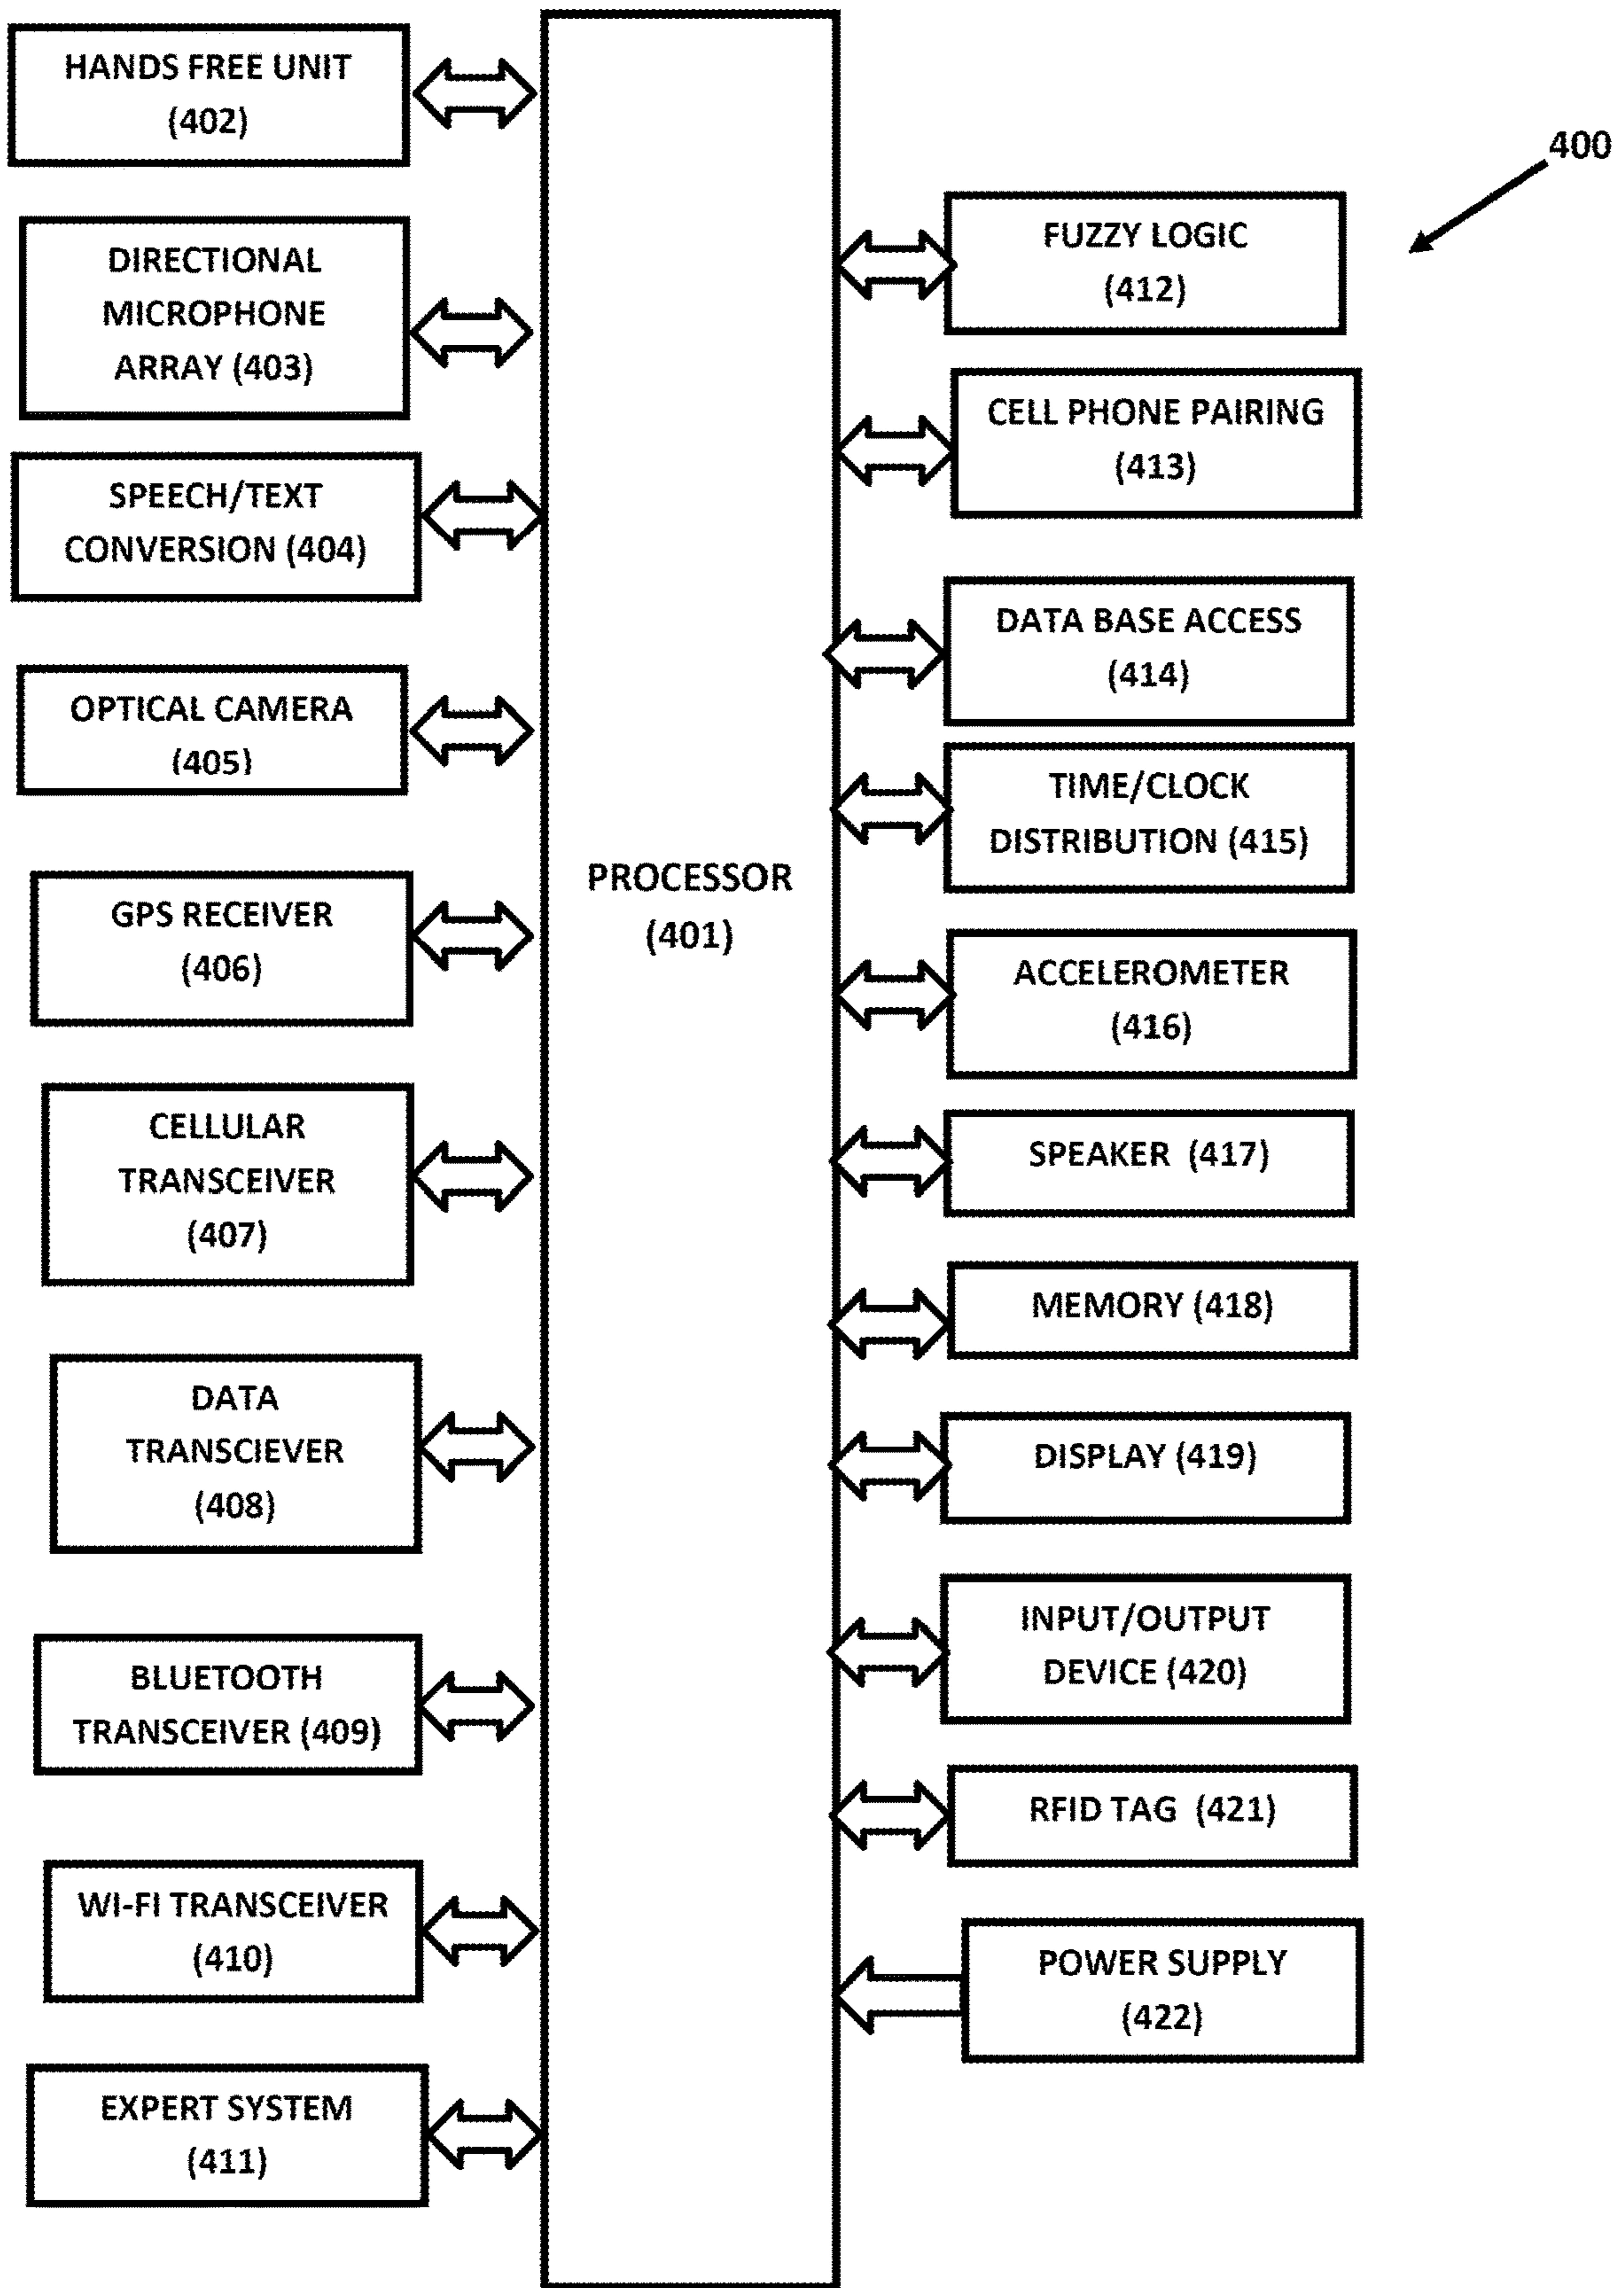 HANDS FREE UNIT
(402)
DIRECTIONAL
MICROPHONE
ARRAY (403)
SPEECH/TEXT
CONVERSION (404)
OPTICAL CAMERA
(405)
GPS RECEIVER
(406)
CELLULAR
TRANSCEIVER
(407)
DATA
TRANSCIEVER
(408)
BLUETOOTH
TRANSCEIVER (409)
WI-FI TRANSCEIVER
(410)
EXPERT SYSTEM
(411)
PROCESSOR
(401)
400
FUZZY LOGIC
(412)
CELL PHONE PAIRING
(413)
DATA BASE ACCESS
(414)
TIME/CLOCK
DISTRIBUTION (415)
ACCELEROMETER
(416)
SPEAKER (417)
MEMORY (418)
DISPLAY (419)
INPUT/OUTPUT
DEVICE (420)
RFID TAG (421)
POWER SUPPLY
(422)